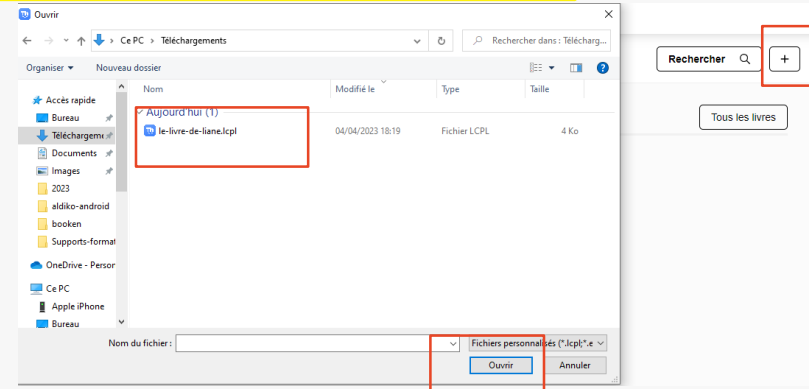 Ouvrir
Ce PC > Téléchargements
Rechercher dans : Télécharg...
Organiser
Nouveau dossier
Nom
Modifié le
Type
Taille
Accès rapide
Bureau
Téléchargeme
Documents
Images
2023
aldiko-android
booken
Supports-format
OneDrive - Person
Ce PC
Apple iPhone
Bureau
Aujourd'hui (1)
le-livre-de-liane.lcpl
04/04/2023 18:19
Fichier LCPL
4 Ko
Nom du fichier :
Fichiers personnalisés (*.lcpl;*.e
Ouvrir
Annuler
Rechercher
+
Tous les livres